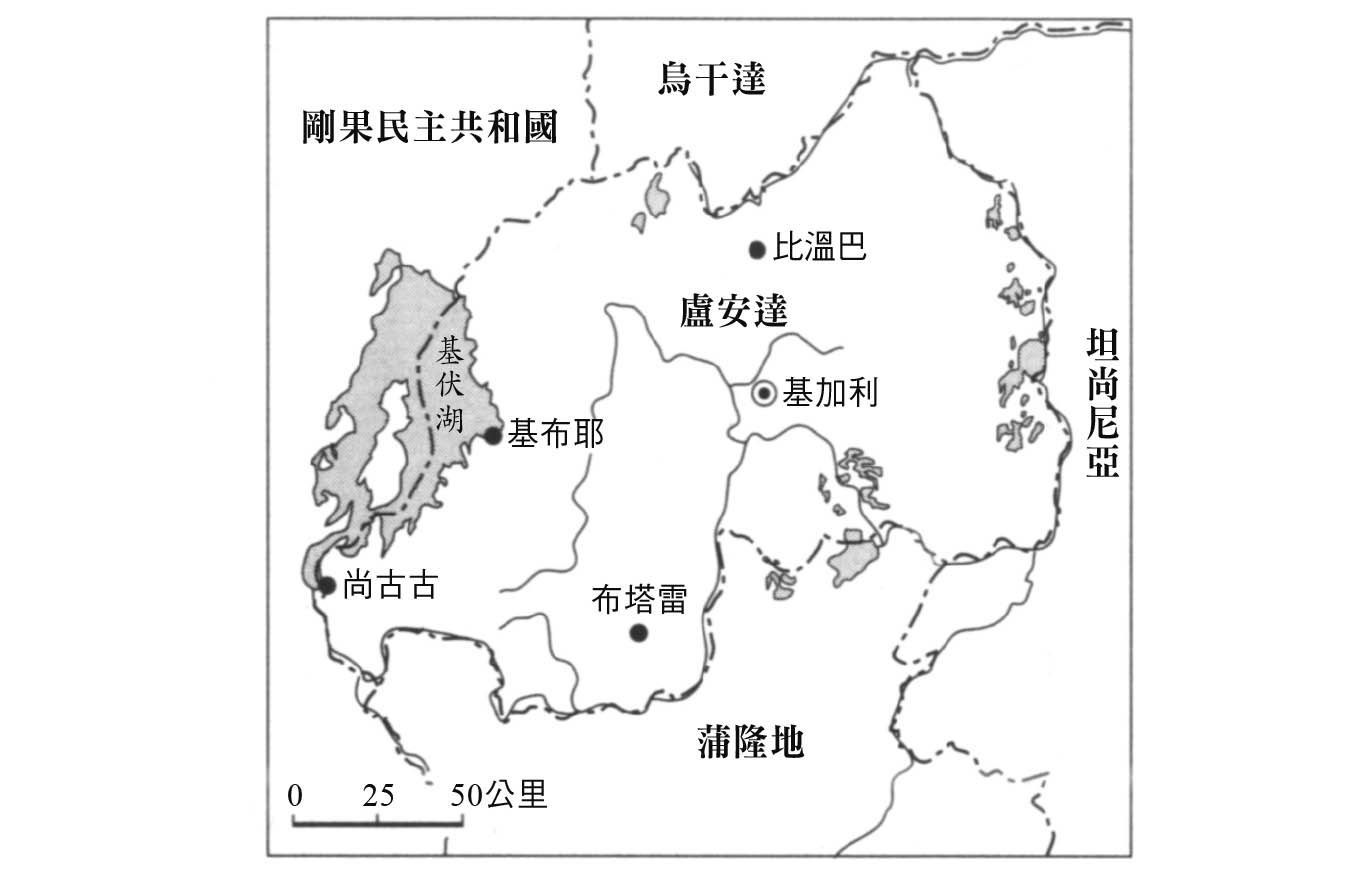 烏干達
剛果民主共和國
比溫巴
盧安達
坦尚尼亞
基伏湖
基加利
基布耶
尚古古
布塔雷
蒲隆地
0 25 50公里